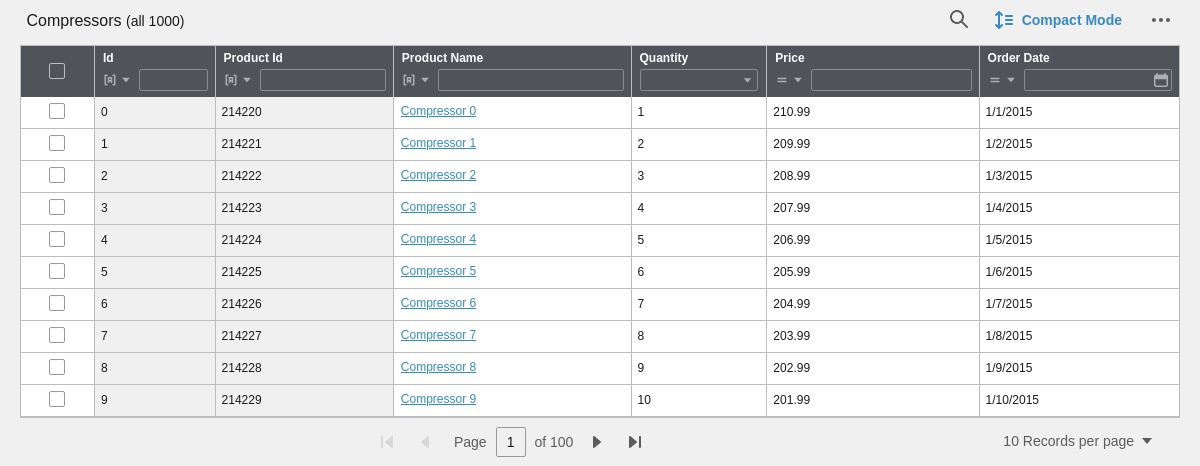 Compressors (all 1000)
Compact Mode
Id Product Id Product Name Quantity Price Order Date
0 214220 Compressor 0 1 210.99 1/1/2015
1 214221 Compressor 1 2 209.99 1/2/2015
2 214222 Compressor 2 3 208.99 1/3/2015
3 214223 Compressor 3 4 207.99 1/4/2015
4 214224 Compressor 4 5 206.99 1/5/2015
5 214225 Compressor 5 6 205.99 1/6/2015
6 214226 Compressor 6 7 204.99 1/7/2015
7 214227 Compressor 7 8 203.99 1/8/2015
8 214228 Compressor 8 9 202.99 1/9/2015
9 214229 Compressor 9 10 201.99 1/10/2015
Page 1 of 100
10 Records per page